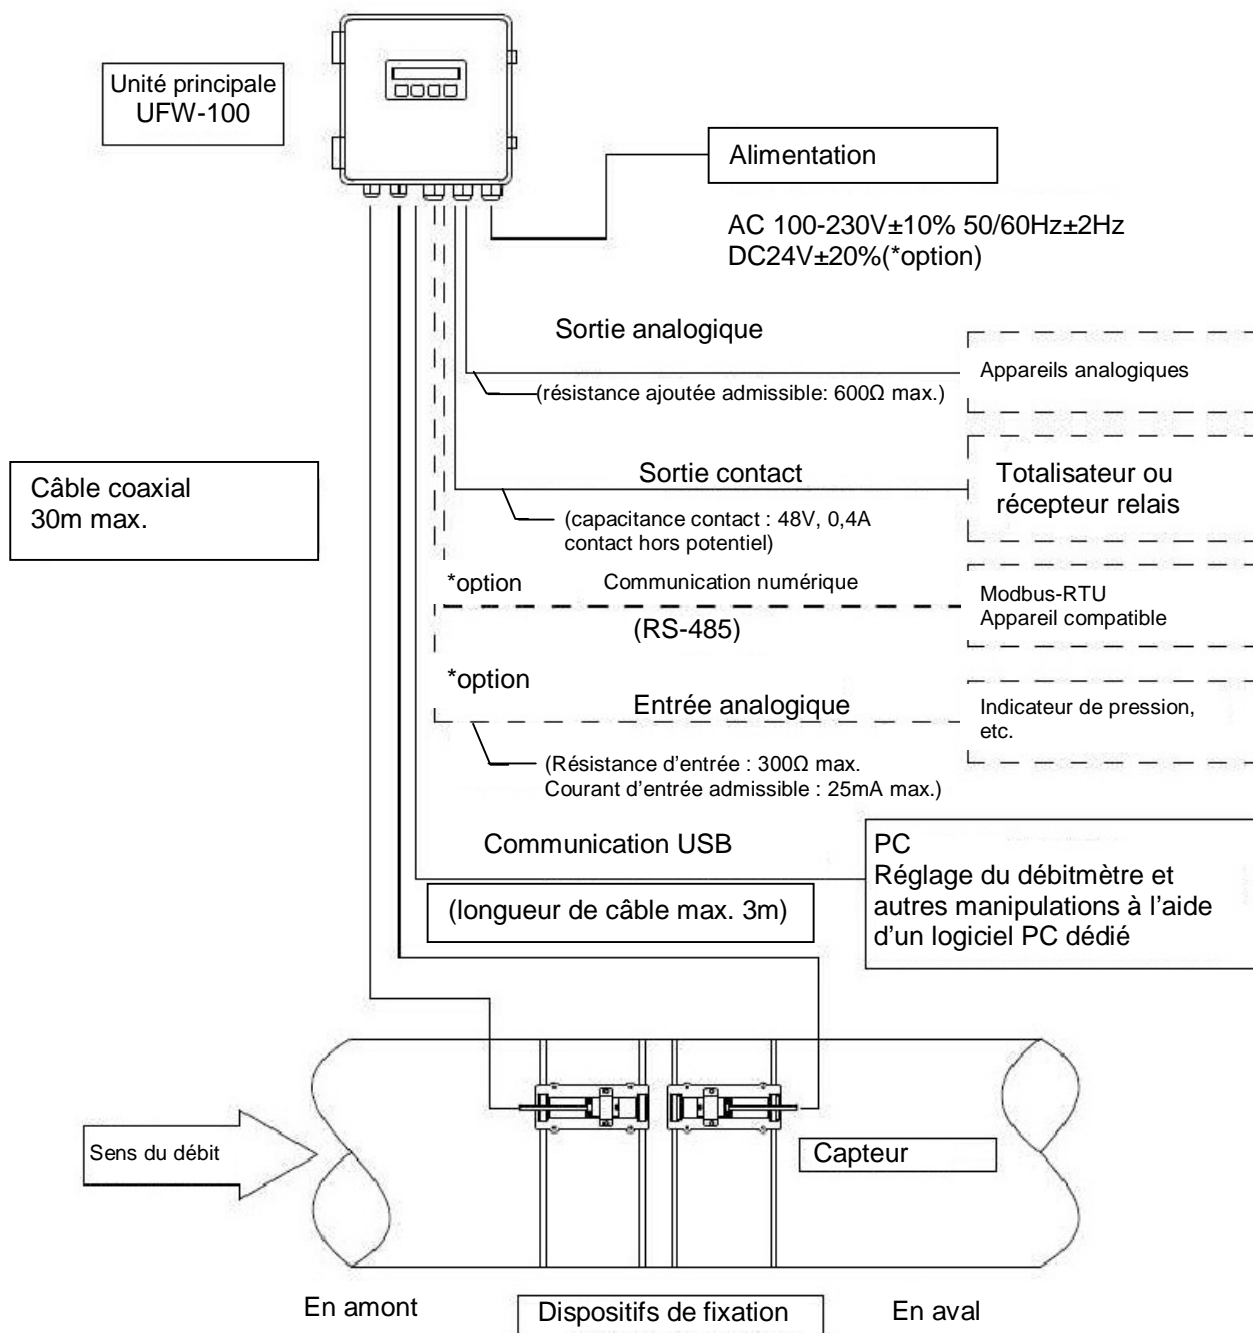 Unité principale
UFW-100
Alimentation
AC 100-230V±10% 50/60Hz±2Hz
DC24V±20%(*option)
Sortie analogique
Appareils analogiques
(résistance ajoutée admissible: 600Ω max.)
Câble coaxial
30m max.
Sortie contact
Totalisateur ou
récepteur relais
(capacitance contact : 48V, 0,4A
contact hors potentiel)
*option
Communication numérique
(RS-485)
Modbus-RTU
Appareil compatible
*option
Entrée analogique
Indicateur de pression,
etc.
(Résistance d'entrée : 300Ω max.
Courant d'entrée admissible : 25mA max.)
Communication USB
(longueur de câble max. 3m)
PC
Réglage du débitmètre et
autres manipulations à l'aide
d'un logiciel PC dédié
Sens du débit
Capteur
En amont
Dispositifs de fixation
En aval